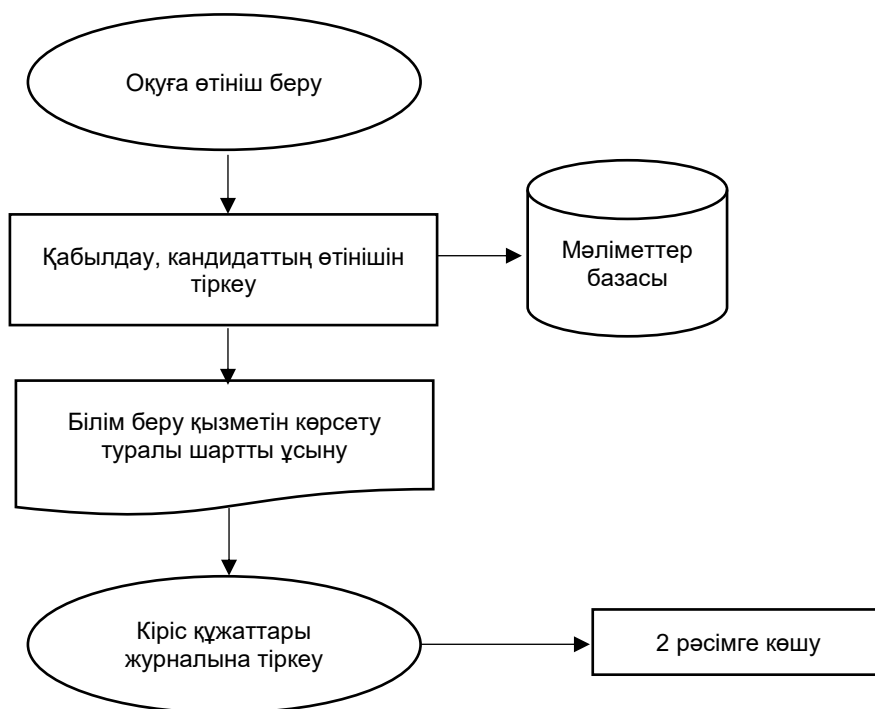 Оқуға өтініш беру
Қабылдау, кандидаттың өтінішін
тіркеу
Мәліметтер
базасы
Білім беру қызметін көрсету
туралы шартты ұсыну
Кіріс құжаттары
журналына тіркеу
2 рәсімге көшу